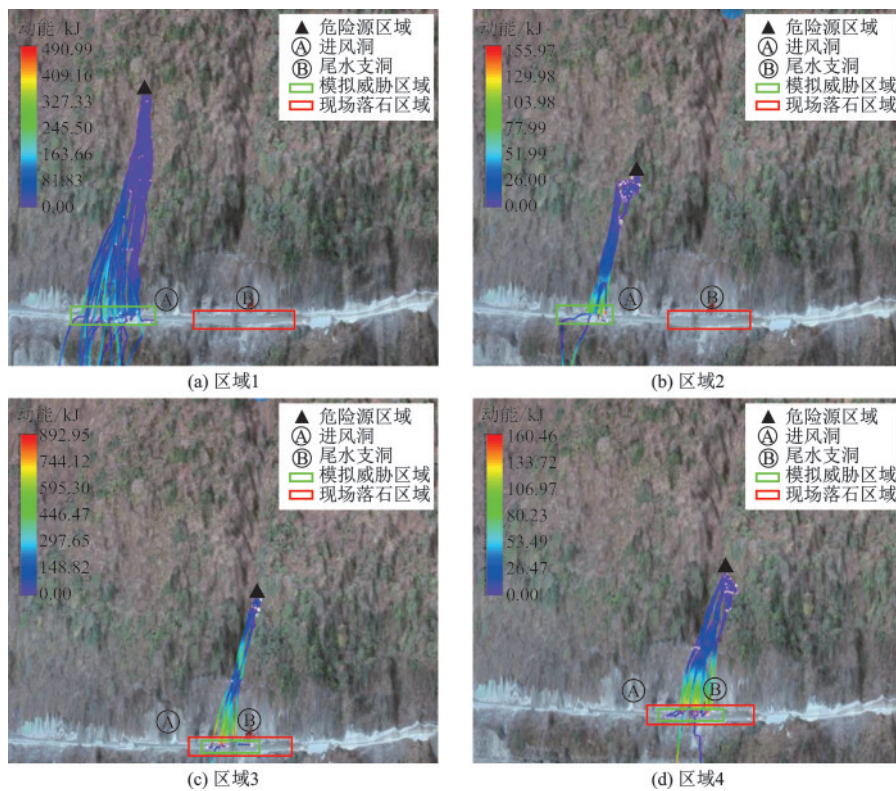 动能/kJ
490.99
409.16
327.33
245.50
163.66
81.83
0.00
危险源区域
Ⓐ 进风洞
Ⓑ 尾水支洞
模拟威胁区域
现场落石区域
Ⓐ
Ⓑ
(a) 区域1
动能/kJ
155.97
129.98
103.98
77.99
51.99
26.00
0.00
危险源区域
Ⓐ 进风洞
Ⓑ 尾水支洞
模拟威胁区域
现场落石区域
Ⓐ
Ⓑ
(b) 区域2
动能/kJ
892.95
744.12
595.30
446.47
297.65
148.82
0.00
危险源区域
Ⓐ 进风洞
Ⓑ 尾水支洞
模拟威胁区域
现场落石区域
Ⓐ
Ⓑ
(c) 区域3
动能/kJ
160.46
133.72
106.97
80.23
53.49
26.47
0.00
危险源区域
Ⓐ 进风洞
Ⓑ 尾水支洞
模拟威胁区域
现场落石区域
Ⓐ
Ⓑ
(d) 区域4